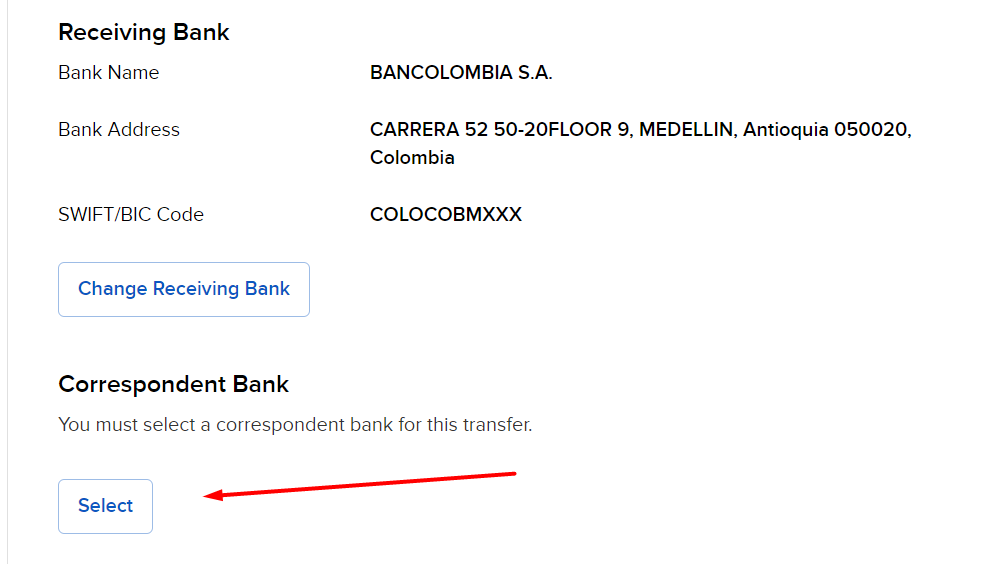 Receiving Bank
Bank Name
BANCOLOMBIA S.A.
Bank Address
CARRERA 52 50-20FLOOR 9, MEDELLIN, Antioquia 050020,
Colombia
SWIFT/BIC Code
COLOCOBMXXX
Change Receiving Bank
Correspondent Bank
You must select a correspondent bank for this transfer.
Select